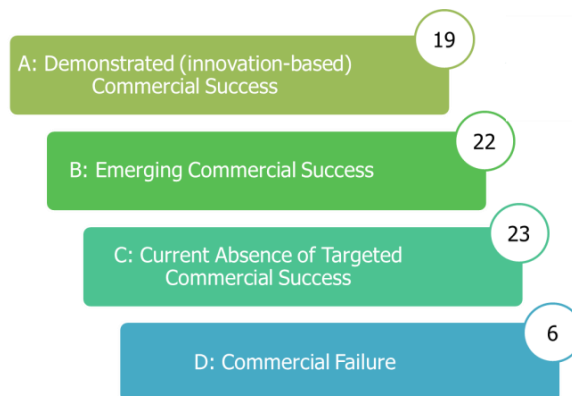 19
A: Demonstrated (innovation-based)
Commercial Success
22
B: Emerging Commercial Success
23
C: Current Absence of Targeted
Commercial Success
6
D: Commercial Failure